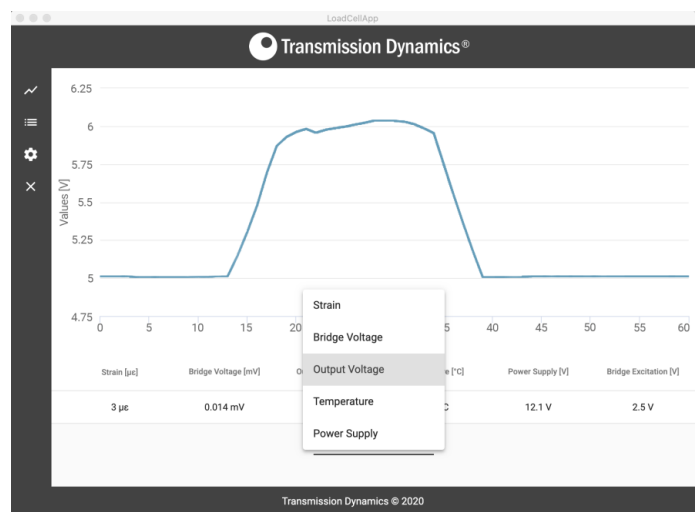 LoadCellApp
Transmission Dynamics®
6.25
6
5.75
5.5
5.25
5
4.75
Values [V]
0 5 10 15 20 5 40 45 50 55 60
Strain
Bridge Voltage
Output Voltage
Temperature
Power Supply
Strain [µε] Bridge Voltage [mV] [°C] Power Supply [V] Bridge Excitation [V]
3 µε 0.014 mV 12.1 V 2.5 V
Transmission Dynamics © 2020